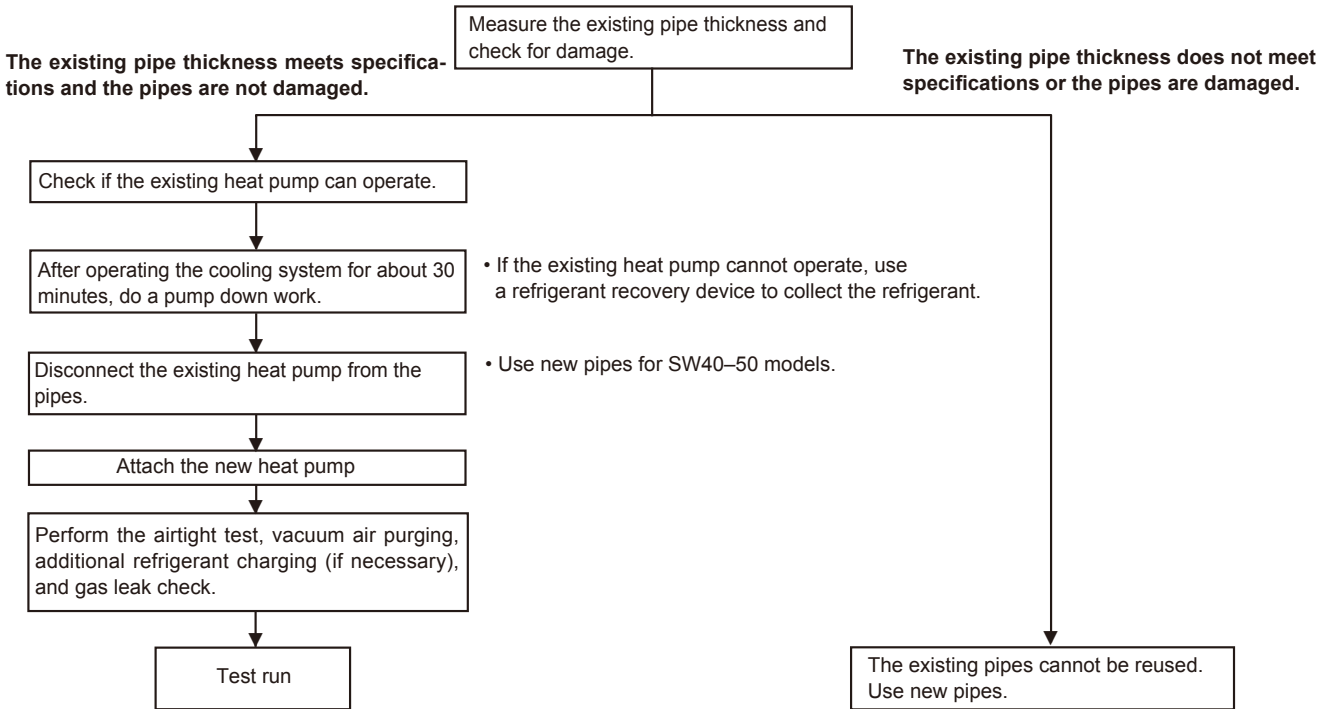 Measure the existing pipe thickness and
check for damage.
The existing pipe thickness meets specifica-
tions and the pipes are not damaged.
The existing pipe thickness does not meet
specifications or the pipes are damaged.
Check if the existing heat pump can operate.
After operating the cooling system for about 30
minutes, do a pump down work.
• If the existing heat pump cannot operate, use
a refrigerant recovery device to collect the refrigerant.
Disconnect the existing heat pump from the
pipes.
• Use new pipes for SW40–50 models.
Attach the new heat pump
Perform the airtight test, vacuum air purging,
additional refrigerant charging (if necessary),
and gas leak check.
Test run
The existing pipes cannot be reused.
Use new pipes.